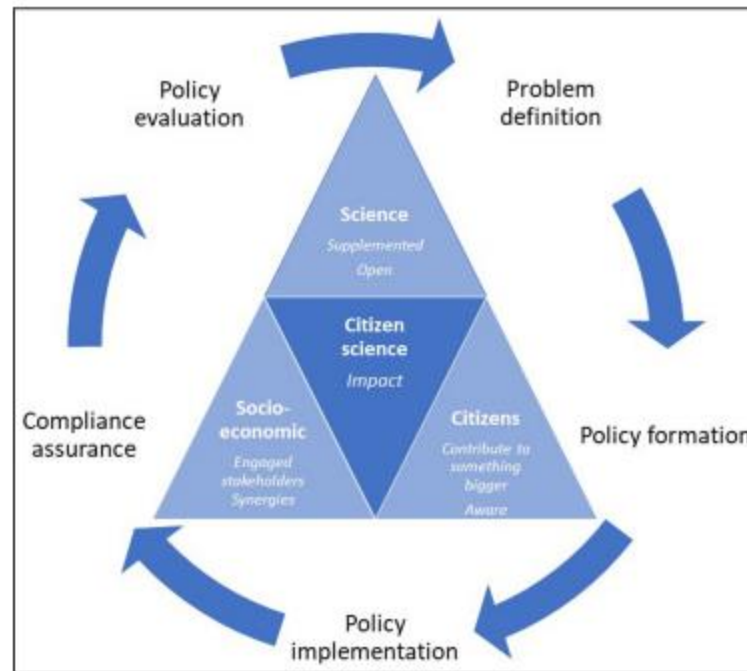 Policy
evaluation
Problem
definition
Science
Supplemented
Open
Citizen
science
Impact
Socio-
economic
Engaged
stakeholders
Synergies
Citizens
Contribute to
something
bigger
Aware
Compliance
assurance
Policy formation
Policy
implementation